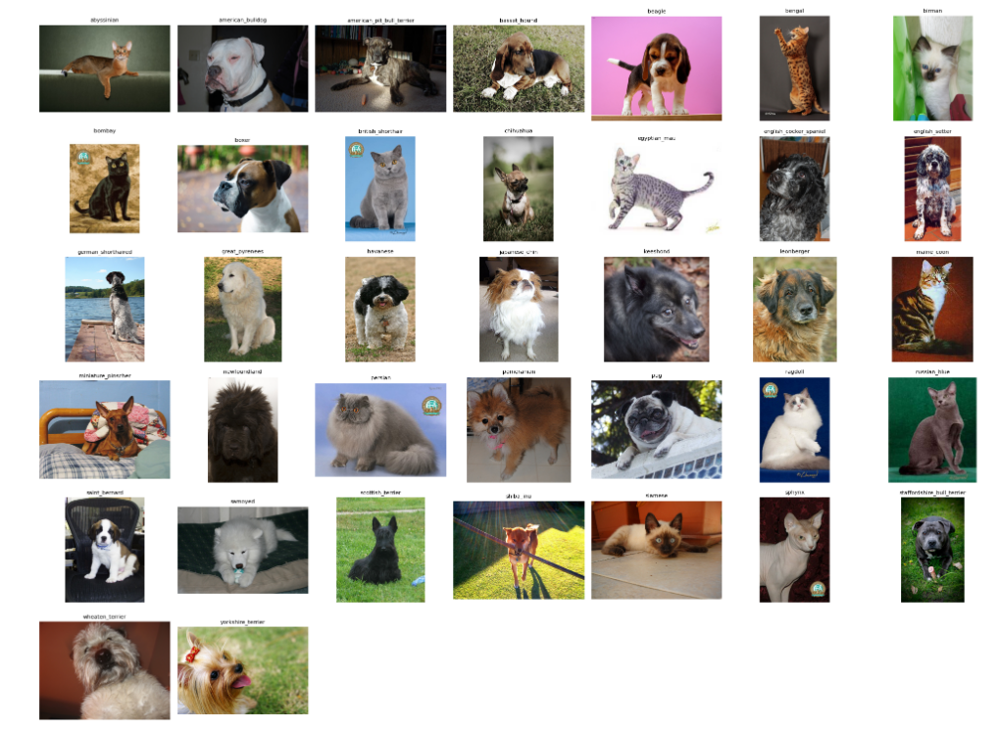 abyssinian
american_bulldog
american_pit_bull_terrier
basset_hound
beagle
bengal
birman
bombay
boxer
british_shorthair
chihuahua
egyptian_mau
english_cocker_spaniel
english_setter
german_shorthaired
great_pyrenees
havanese
japanese_chin
keeshond
leonberger
maine_coon
miniature_pinscher
newfoundland
persian
pomeranian
pug
ragdoll
russian_blue
saint_bernard
samoyed
scottish_terrier
shiba_inu
siamese
sphynx
staffordshire_bull_terrier
wheaten_terrier
yorkshire_terrier